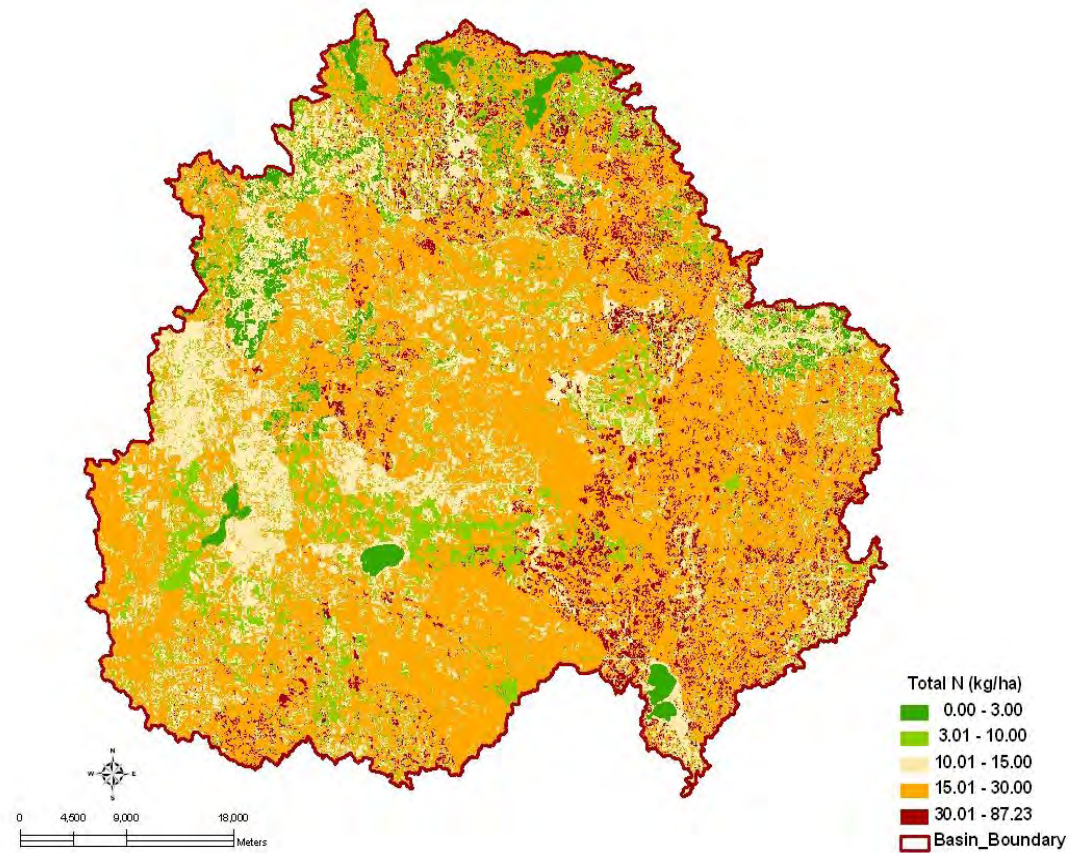 Total N (kg/ha)
0.00 - 3.00
3.01 - 10.00
10.01 - 15.00
15.01 - 30.00
30.01 - 87.23
Basin_Boundary
N
W E
S
0 4,500 9,000 18,000
Meters